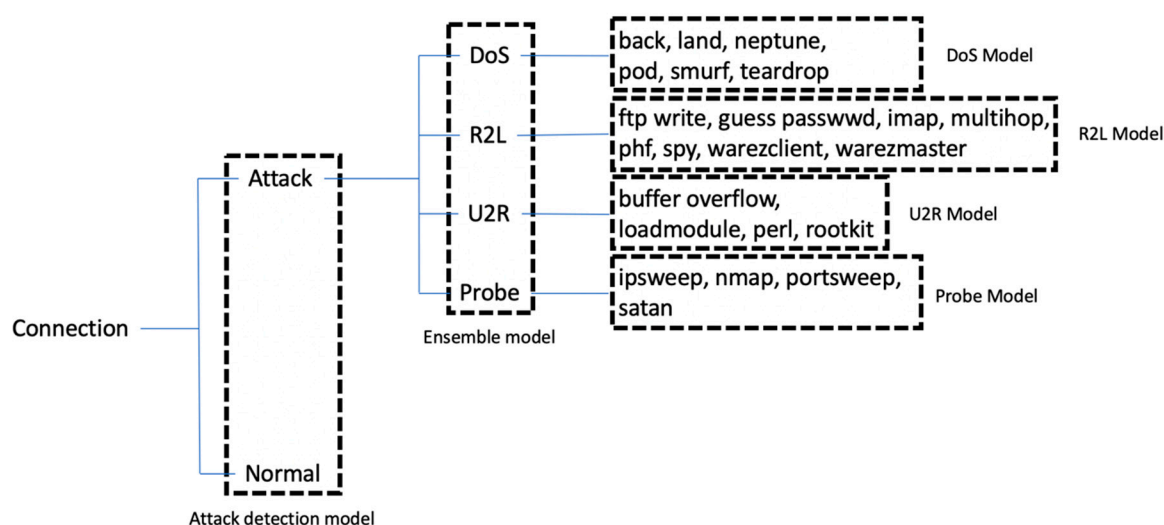 DoS
back, land, neptune,
pod, smurf, teardrop
DoS Model
R2L
ftp write, guess passwwd, imap, multihop,
phf, spy, warezclient, warezmaster
R2L Model
Attack
U2R
buffer overflow,
loadmodule, perl, rootkit
U2R Model
Probe
ipsweep, nmap, portsweep,
satan
Probe Model
Connection
Ensemble model
Normal
Attack detection model